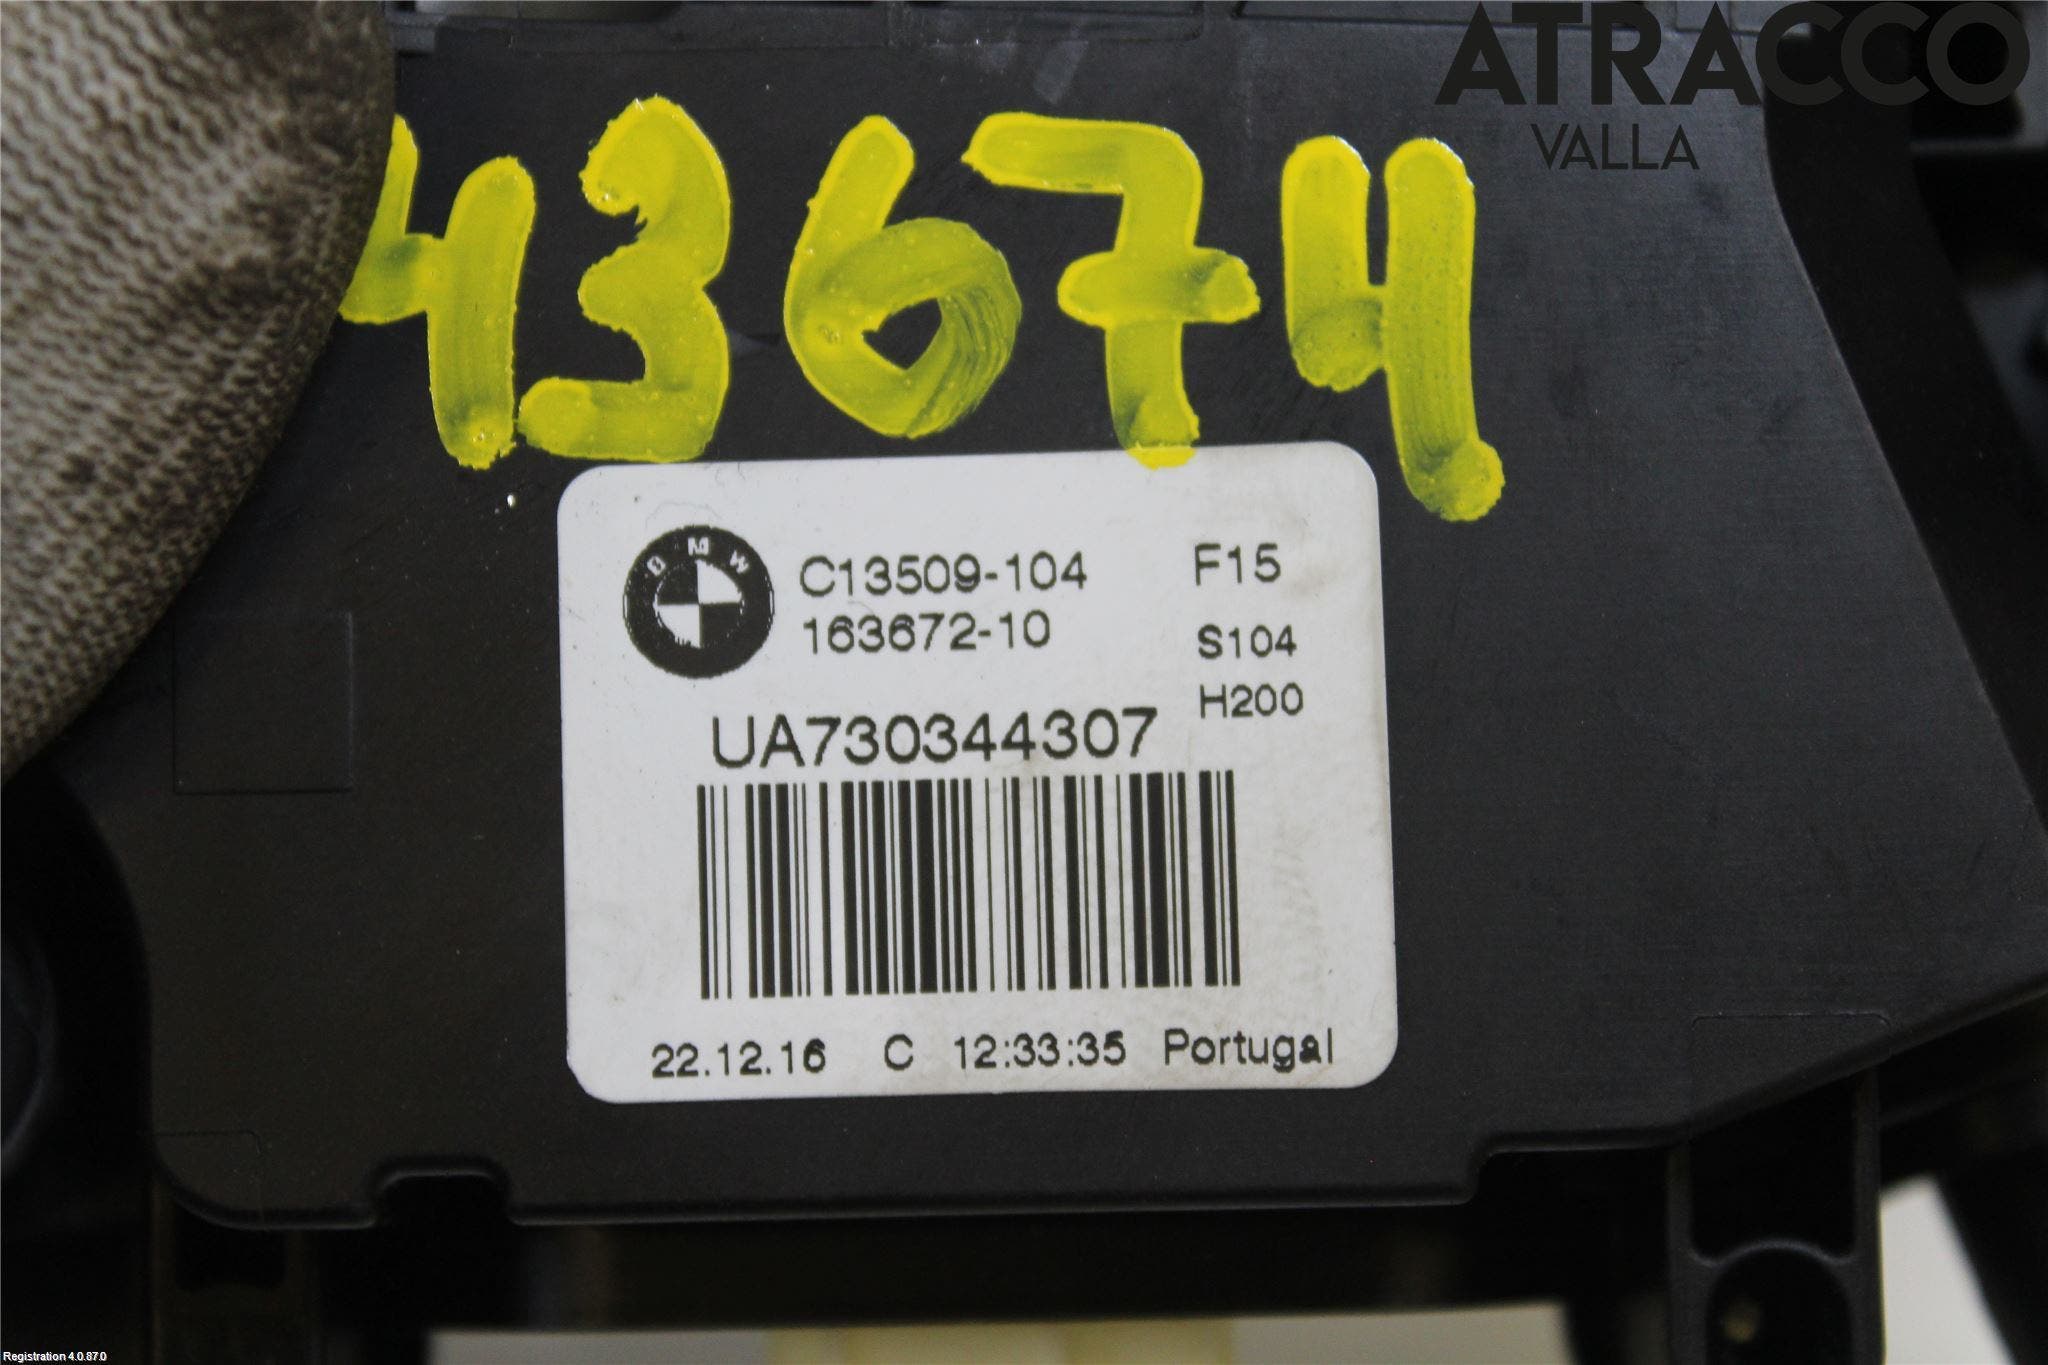 ATRACCO
VALLA
43674
BMW
C13509-104 F15
163672-10 S104
H200
UA730344307
22.12.16 C 12:33:35 Portugal
Registration 4.0.87.0